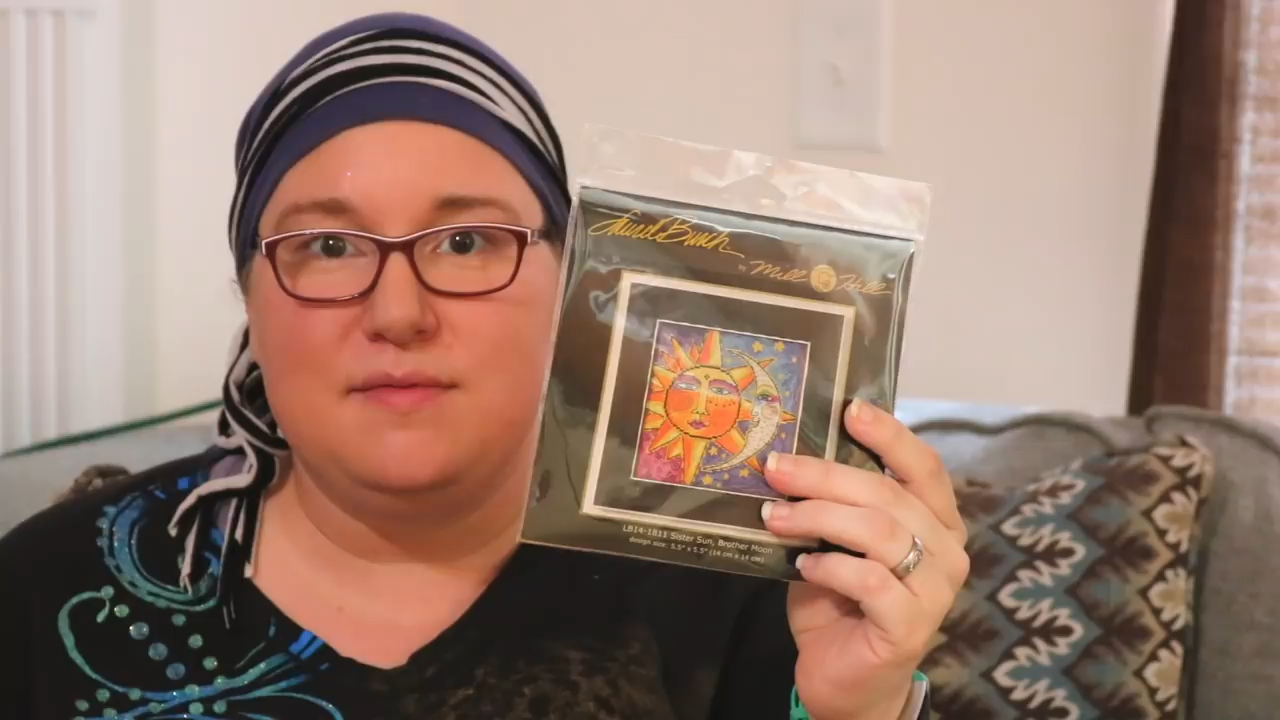 Laurel Burch
by Mill Hill
LB14-1811 Sister Sun, Brother Moon
design size: 5.5" x 5.5" (14 cm x 14 cm)